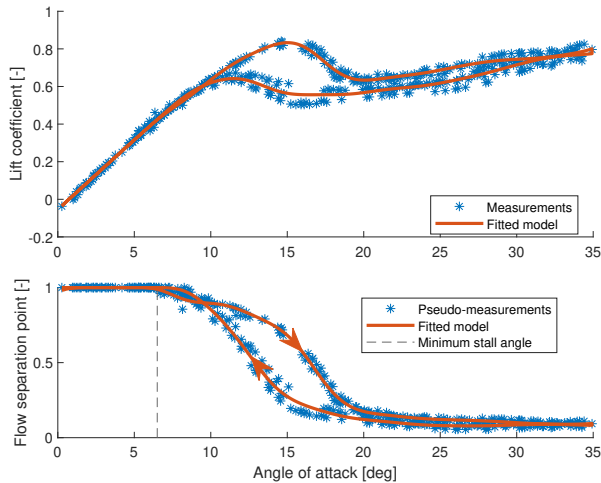 Lift coefficient [-]
1
0.8
0.6
0.4
0.2
0
-0.2
0 5 10 15 20 25 30 35
Measurements
Fitted model
Flow separation point [-]
1
0.5
0
0 5 10 15 20 25 30 35
Pseudo-measurements
Fitted model
Minimum stall angle
Angle of attack [deg]